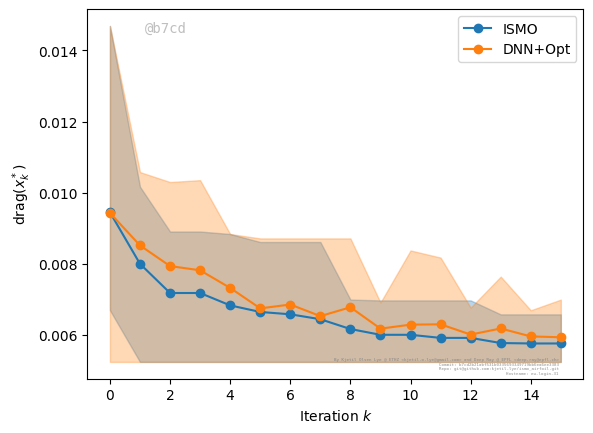 @b7cd
ISMO
DNN+Opt
0.014
0.012
0.010
0.008
0.006
drag(x_k^*)
0 2 4 6 8 10 12 14
Iteration k